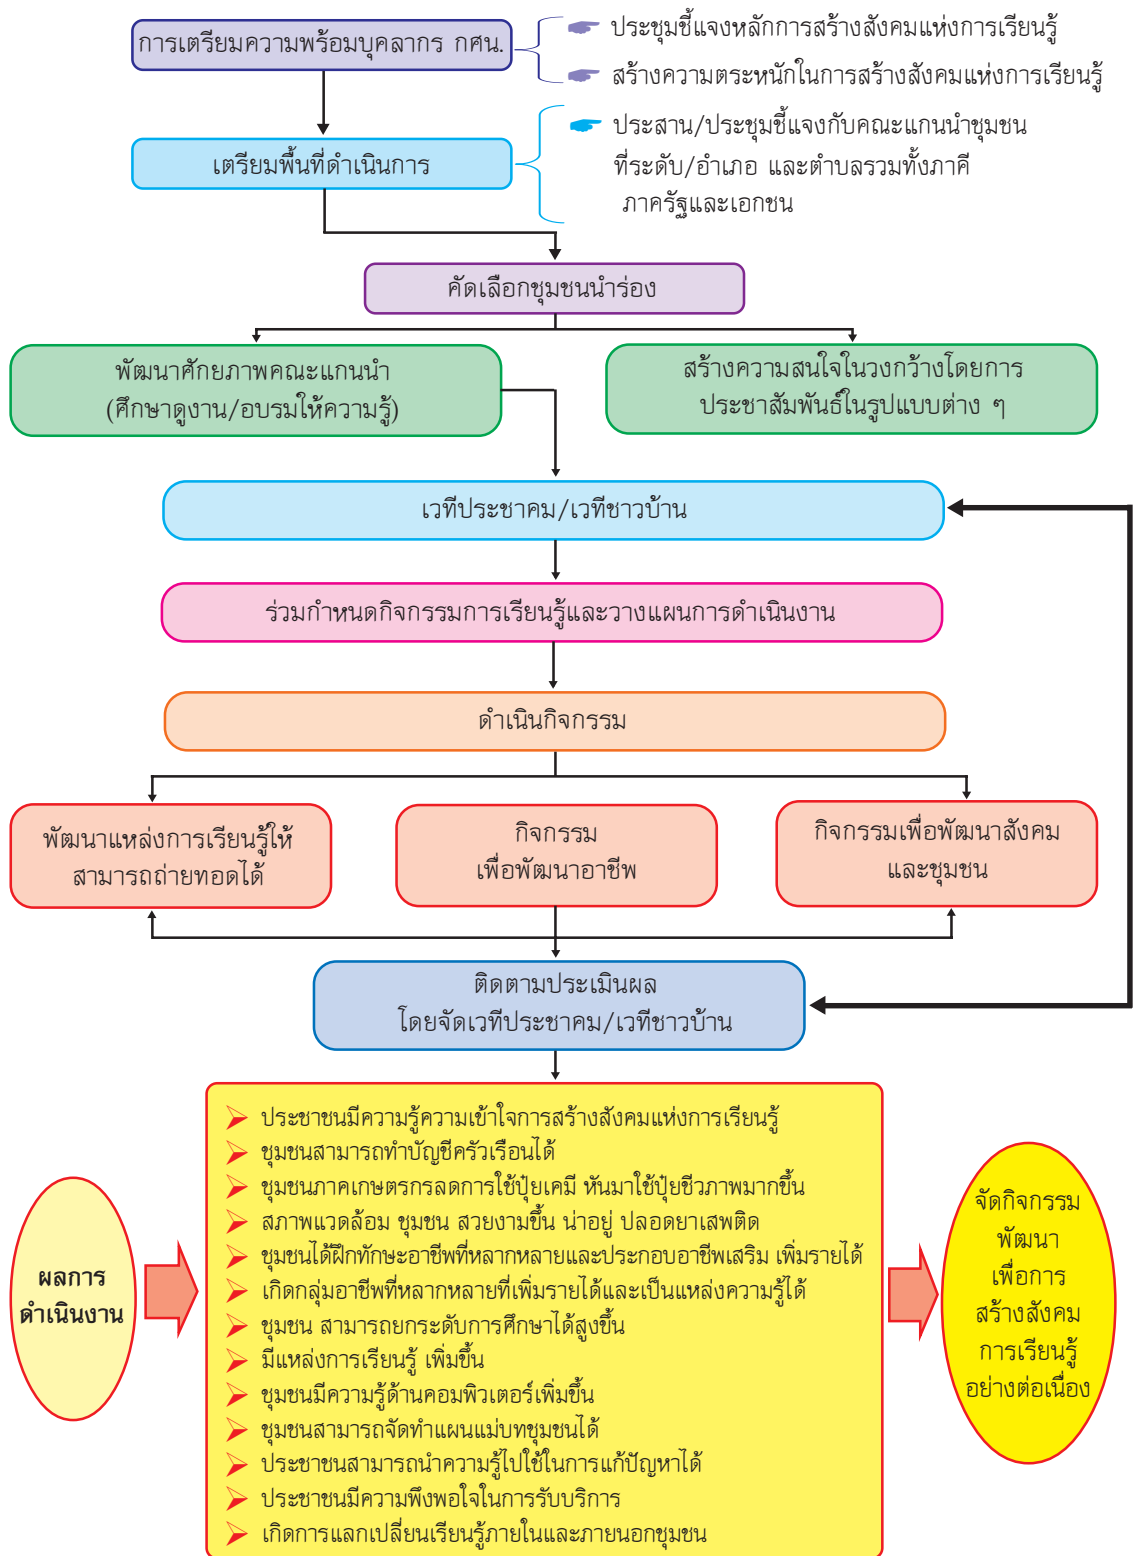 การเตรียมความพร้อมบุคลากร กศน.
ประชุมชี้แจงหลักการสร้างสังคมแห่งการเรียนรู้
สร้างความตระหนักในการสร้างสังคมแห่งการเรียนรู้
เตรียมพื้นที่ดำเนินการ
ประสาน/ประชุมชี้แจงกับคณะแกนนำชุมชน
ที่ระดับ/อำเภอ และตำบลรวมทั้งภาคี
ภาครัฐและเอกชน
คัดเลือกชุมชนนำร่อง
พัฒนาศักยภาพคณะแกนนำ
(ศึกษาดูงาน/อบรมให้ความรู้)
สร้างความสนใจในวงกว้างโดยการ
ประชาสัมพันธ์ในรูปแบบต่าง ๆ
เวทีประชาคม/เวทีชาวบ้าน
ร่วมกำหนดกิจกรรมการเรียนรู้และวางแผนการดำเนินงาน
ดำเนินกิจกรรม
พัฒนาแหล่งการเรียนรู้ให้
สามารถถ่ายทอดได้
กิจกรรม
เพื่อพัฒนาอาชีพ
กิจกรรมเพื่อพัฒนาสังคม
และชุมชน
ติดตามประเมินผล
โดยจัดเวทีประชาคม/เวทีชาวบ้าน
ผลการ
ดำเนินงาน
ประชาชนมีความรู้ความเข้าใจการสร้างสังคมแห่งการเรียนรู้
ชุมชนสามารถทำบัญชีครัวเรือนได้
ชุมชนภาคเกษตรกรลดการใช้ปุ๋ยเคมี หันมาใช้ปุ๋ยชีวภาพมากขึ้น
สภาพแวดล้อม ชุมชน สวยงามขึ้น น่าอยู่ ปลอดยาเสพติด
ชุมชนได้ฝึกทักษะอาชีพที่หลากหลายและประกอบอาชีพเสริม เพิ่มรายได้
เกิดกลุ่มอาชีพที่หลากหลายที่เพิ่มรายได้และเป็นแหล่งความรู้ได้
ชุมชน สามารถยกระดับการศึกษาได้สูงขึ้น
มีแหล่งการเรียนรู้ เพิ่มขึ้น
ชุมชนมีความรู้ด้านคอมพิวเตอร์เพิ่มขึ้น
ชุมชนสามารถจัดทำแผนแม่บทชุมชนได้
ประชาชนสามารถนำความรู้ไปใช้ในการแก้ปัญหาได้
ประชาชนมีความพึงพอใจในการรับบริการ
เกิดการแลกเปลี่ยนเรียนรู้ภายในและภายนอกชุมชน
จัดกิจกรรม
พัฒนา
เพื่อการ
สร้างสังคม
การเรียนรู้
อย่างต่อเนื่อง